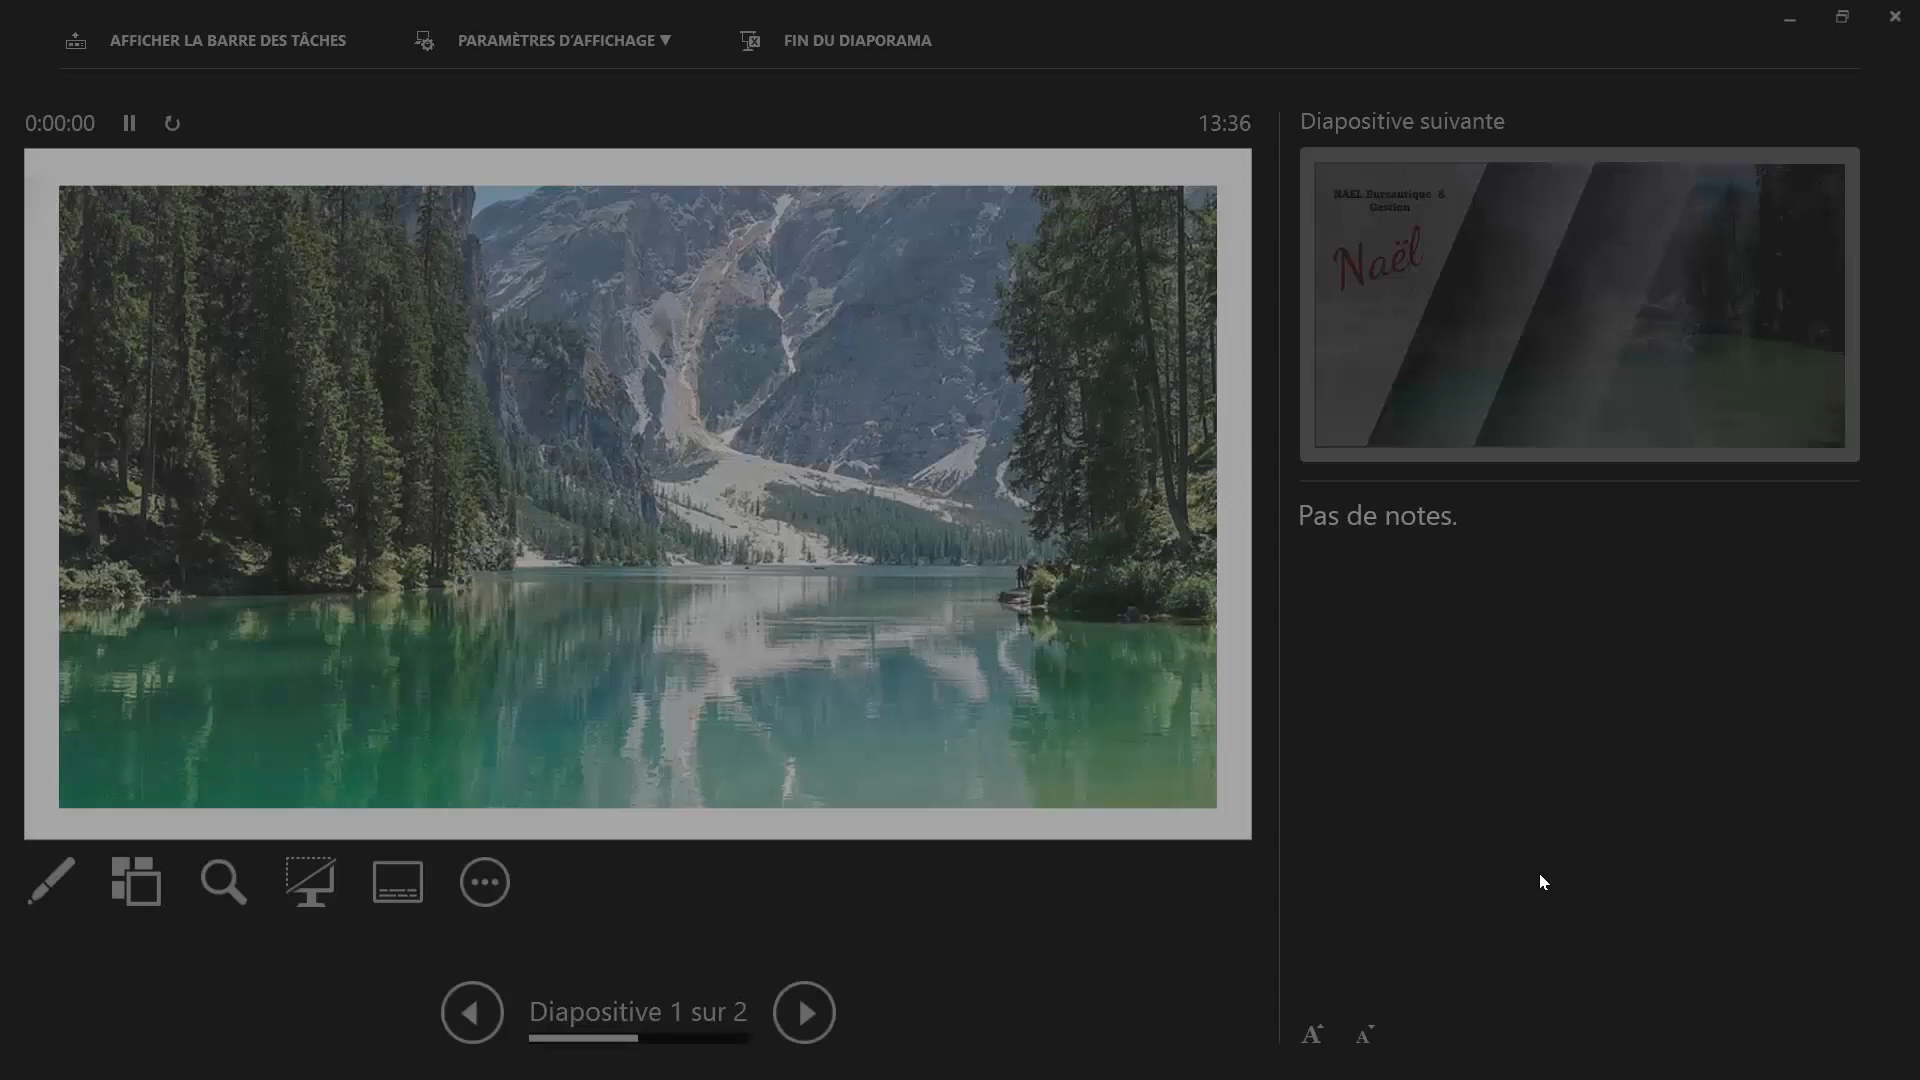 AFFICHER LA BARRE DES TÂCHES
PARAMÈTRES D'AFFICHAGE ▼
FIN DU DIAPORAMA
0:00:00
13:36
Diapositive suivante
NAEL Bureautique &
Gestion
Naël
Pas de notes.
Diapositive 1 sur 2
A A